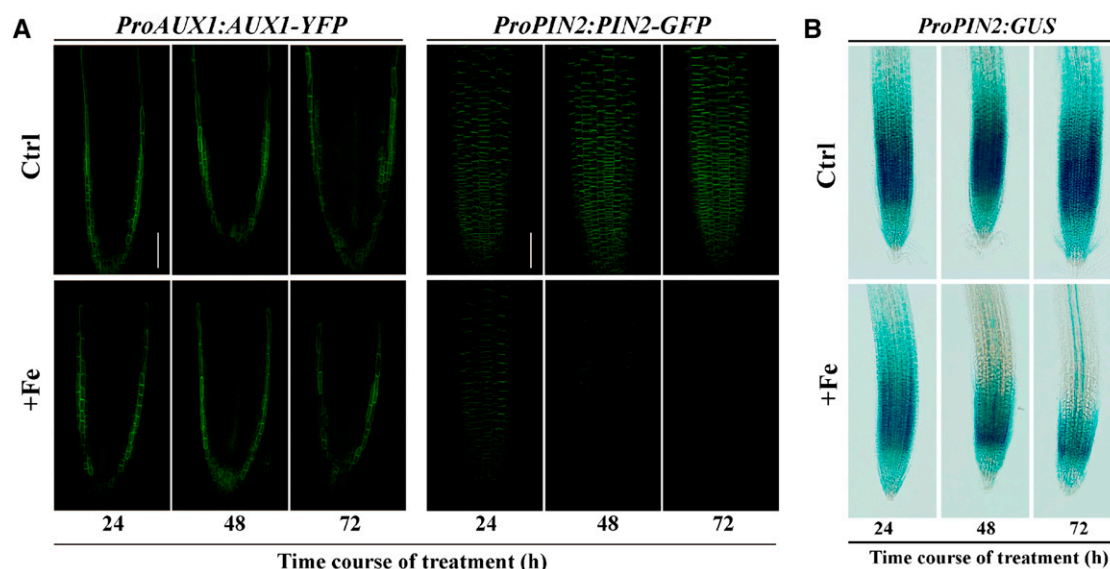 A
ProAUX1:AUX1-YFP
ProPIN2:PIN2-GFP
B
ProPIN2:GUS
Ctrl
Ctrl
+Fe
+Fe
24 48 72 24 48 72
24 48 72
Time course of treatment (h)
Time course of treatment (h)